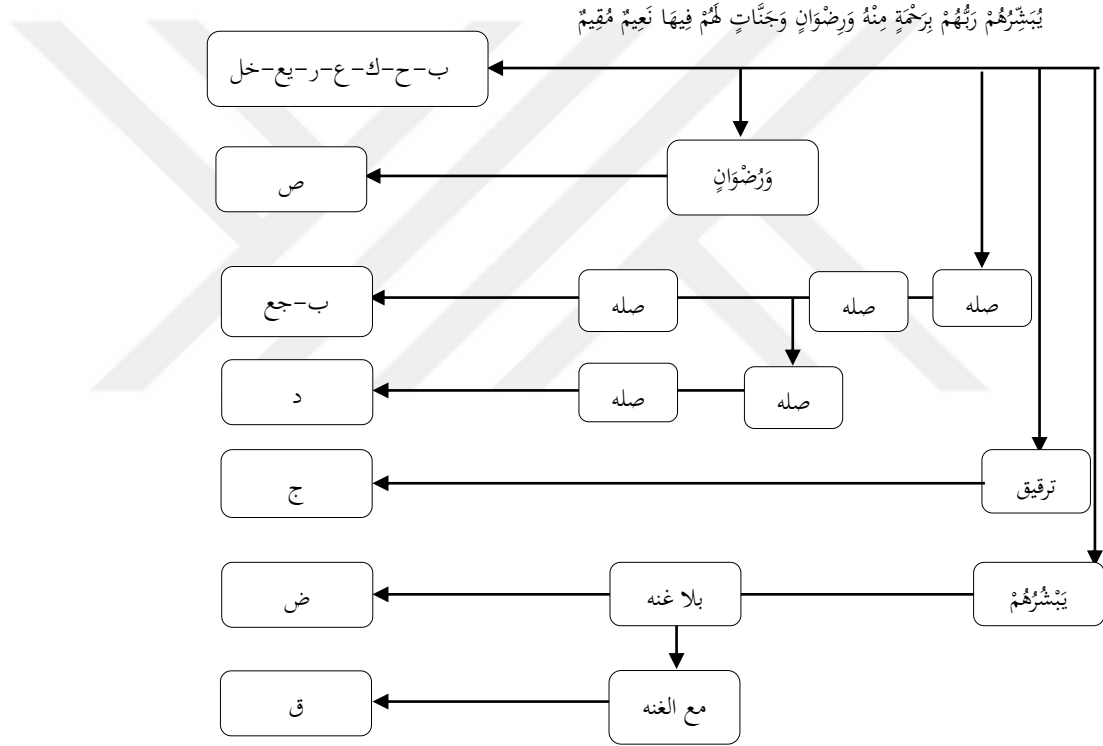 يُبَشِّرُهُمْ رَبُّهُمْ بِرَحْمَةٍ مِنْهُ وَرِضْوَانٍ وَجَنَّاتٍ لَهُمْ فِيهَا نَعِيمٌ مُقِيمٌ
ب-ح-ك-ع-ر-يع-خل
وَرُضْوَانٍ
ص
صله
صله
صله
ب-جع
صله
صله
د
ترقيق
ج
يَبْشُرُهُمْ
بلا غنه
ض
مع الغنه
ق